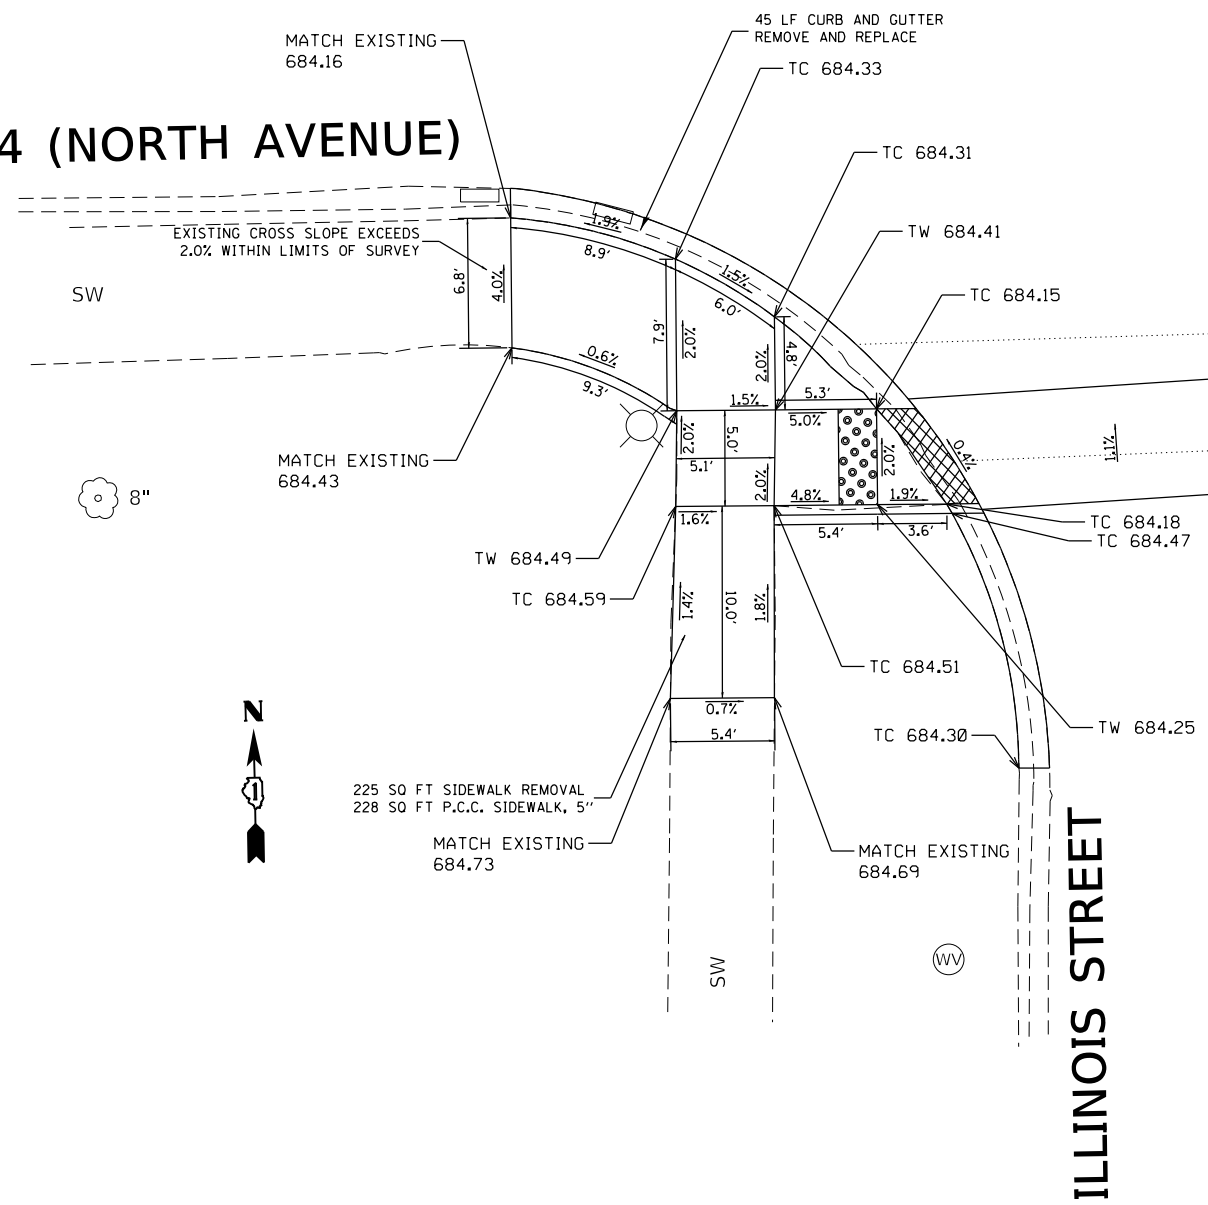 45 LF CURB AND GUTTER
REMOVE AND REPLACE
MATCH EXISTING
684.16
TC 684.33
4 (NORTH AVENUE)
TC 684.31
TW 684.41
TC 684.15
EXISTING CROSS SLOPE EXCEEDS
2.0% WITHIN LIMITS OF SURVEY
1.9%
8.9'
1.5%
6.0'
6.8'
4.0%
SW
7.9'
2.0%
2.0%
4.8'
0.6%
9.3'
1.5%
5.3'
5.0%
2.0%
5.0'
5.1'
2.0%
2.0%
0.4%
1.1%
MATCH EXISTING
684.43
8"
4.8%
1.9%
1.6%
5.4'
3.6'
TC 684.18
TC 684.47
TW 684.49
TC 684.59
1.4%
10.0'
1.8%
TC 684.51
N
1
0.7%
5.4'
TC 684.30
TW 684.25
225 SQ FT SIDEWALK REMOVAL
228 SQ FT P.C.C. SIDEWALK, 5"
MATCH EXISTING
684.73
MATCH EXISTING
684.69
SW
WV
ILLINOIS STREET